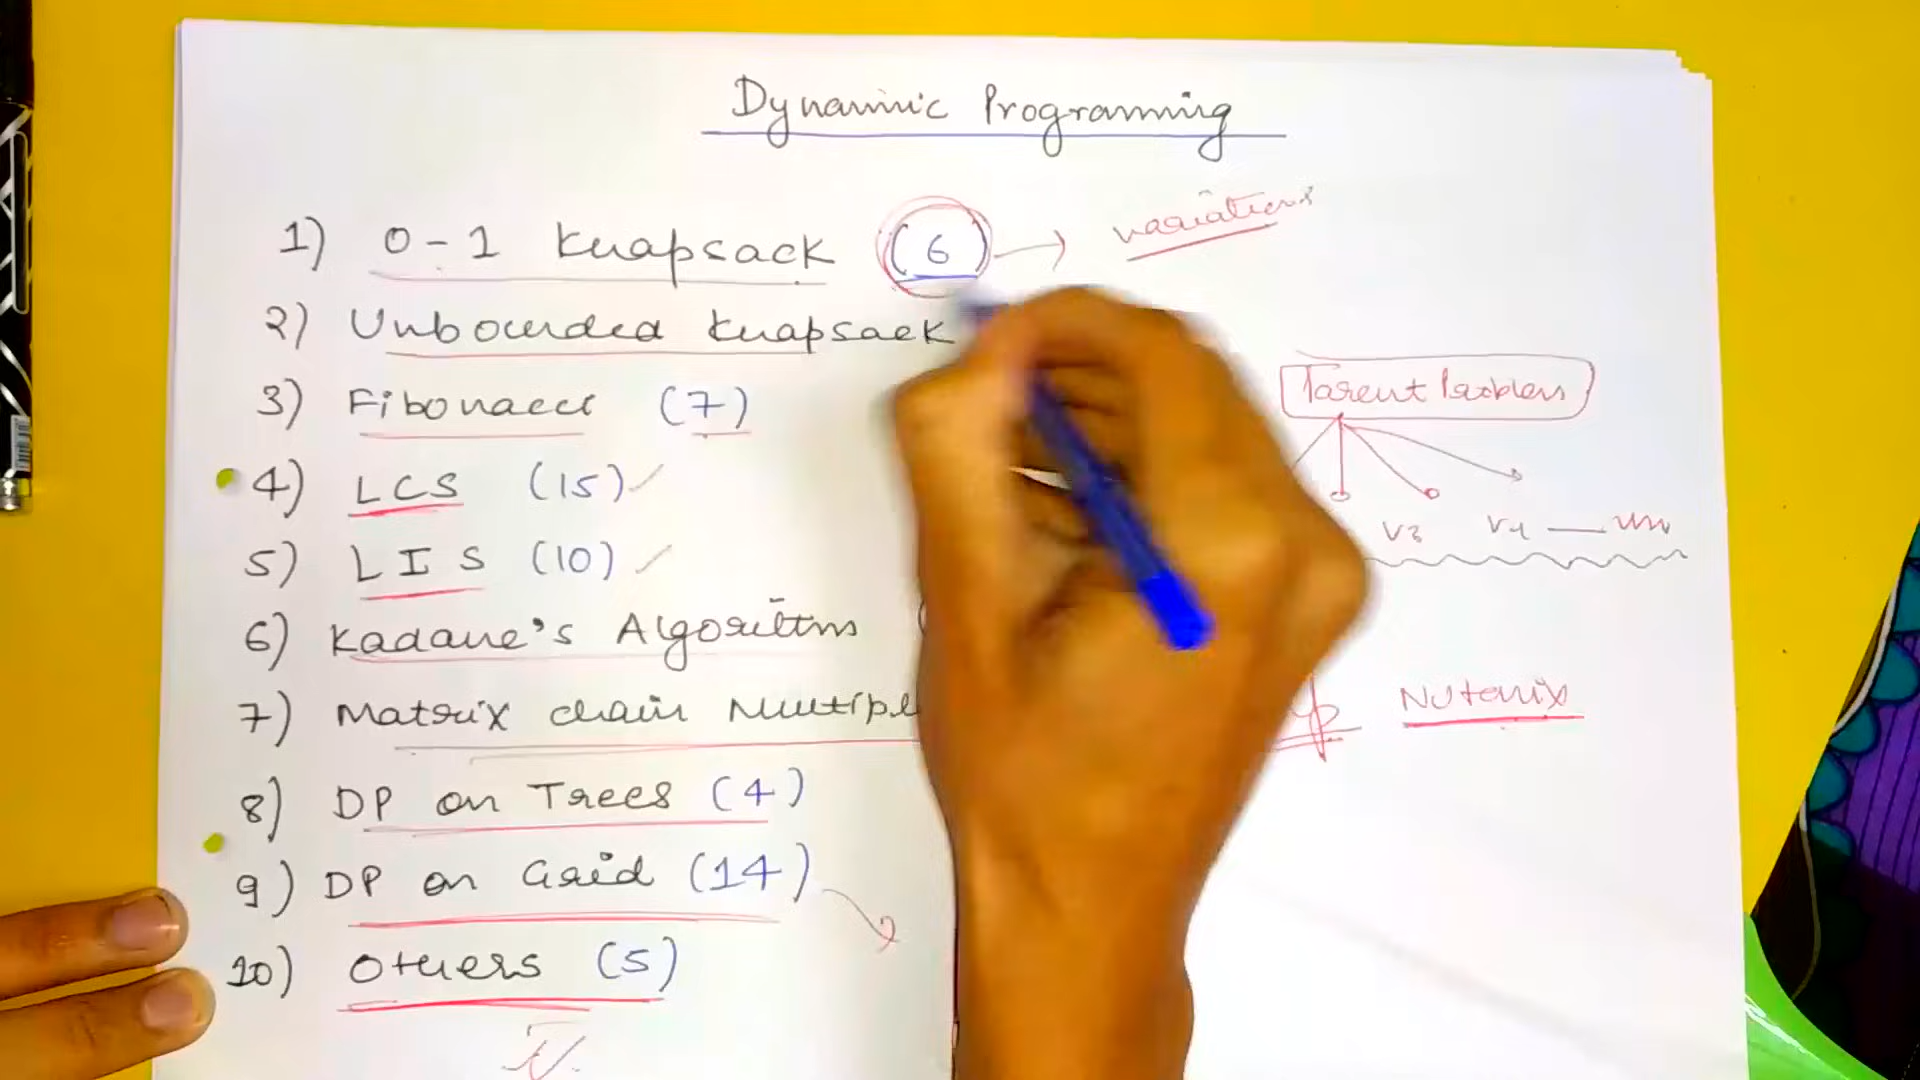 Dynamic Programming
1) 0-1 Knapsack (6) → variations
2) Unbounded Knapsack
3) Fibonacci (7)
Parent Problem
4) LCS (15) ✓
V3 V4
5) LIS (10) ✓
6) Kadane's Algorithm
7) Matrix chain Multipl
Nutanix
8) DP on Trees (4)
9) DP on Grid (14)
10) Others (5)